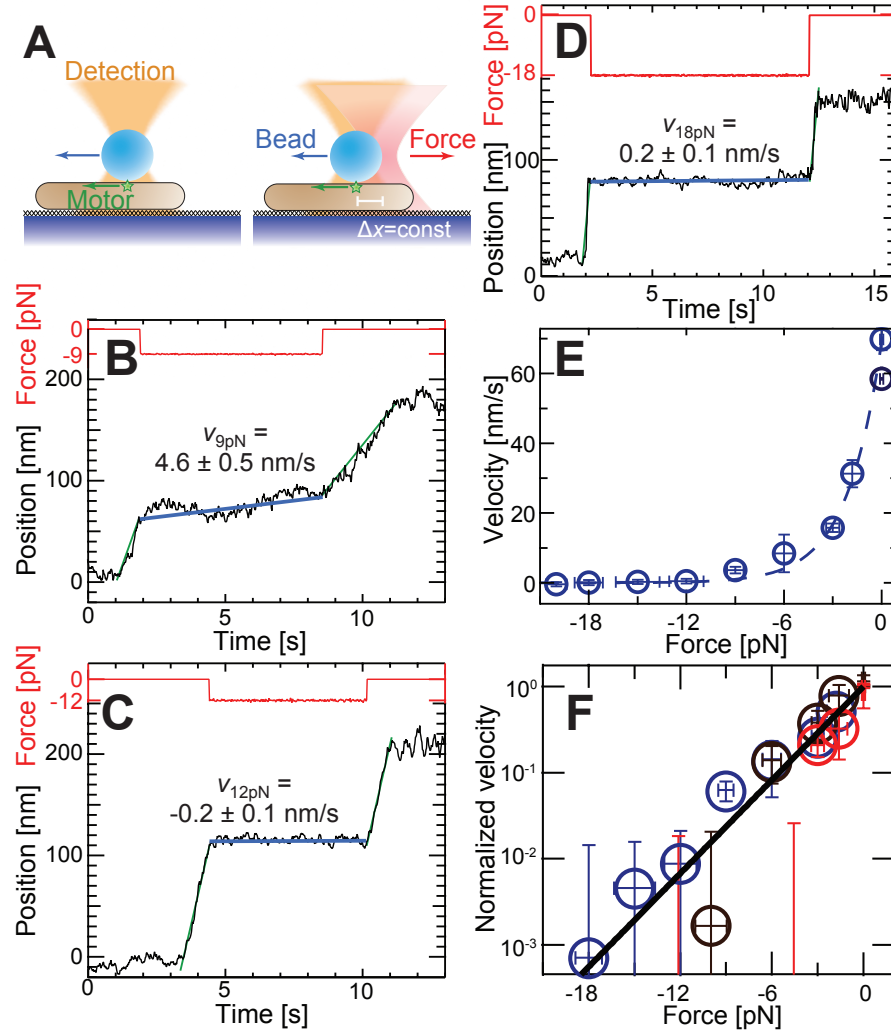 A
Detection
Bead
Force
Motor
Δx=const
B
Force [pN]
0
-9
Position [nm]
200
100
0
v9pN =
4.6 ± 0.5 nm/s
0
5
10
Time [s]
C
Force [pN]
0
-12
Position [nm]
200
100
0
v12pN =
-0.2 ± 0.1 nm/s
0
5
10
Time [s]
D
Force [pN]
0
-18
Position [nm]
100
0
v18pN =
0.2 ± 0.1 nm/s
0
5
10
15
Time [s]
E
Velocity [nm/s]
60
40
20
0
-18
-12
-6
0
Force [pN]
F
Normalized velocity
10⁰
10⁻¹
10⁻²
10⁻³
-18
-12
-6
0
Force [pN]